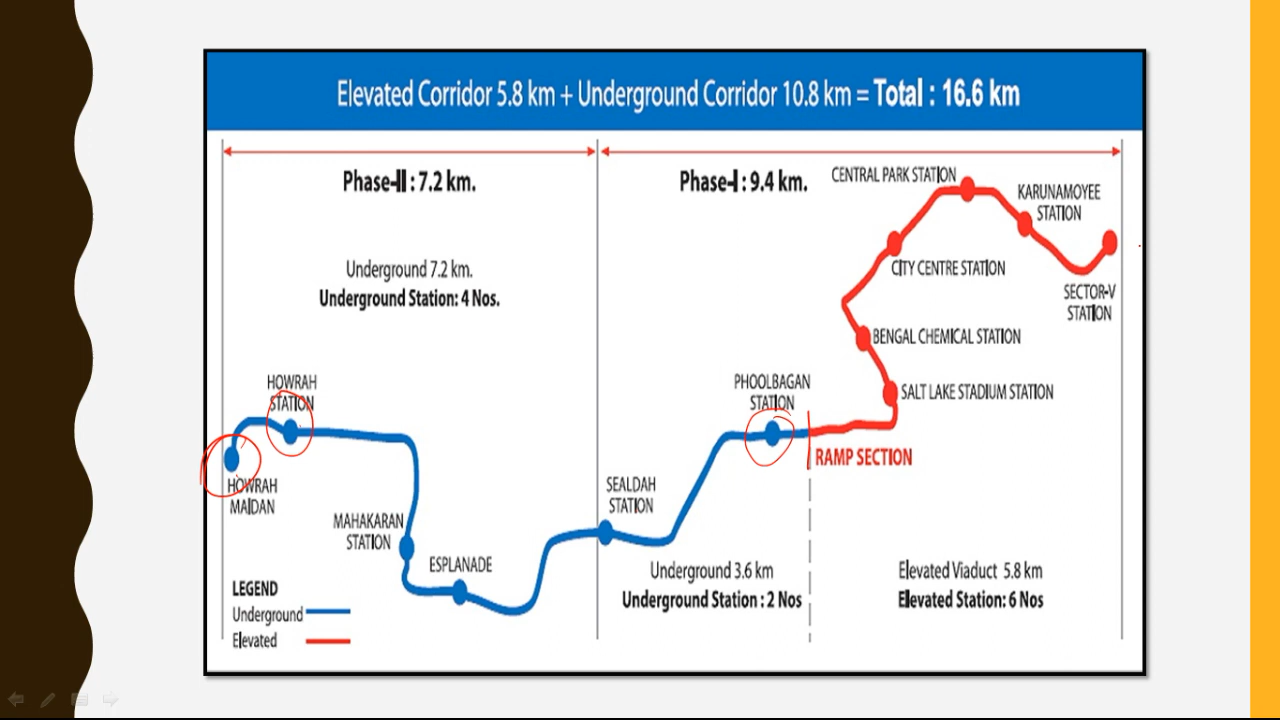 Elevated Corridor 5.8 km + Underground Corridor 10.8 km = Total : 16.6 km
Phase-II : 7.2 km.
Phase-I : 9.4 km.
Underground 7.2 km.
Underground Station: 4 Nos.
CENTRAL PARK STATION
KARUNAMOYEE
STATION
CITY CENTRE STATION
SECTOR-V
STATION
BENGAL CHEMICAL STATION
SALT LAKE STADIUM STATION
HOWRAH
STATION
PHOOLBAGAN
STATION
RAMP SECTION
HOWRAH
MAIDAN
SEALDAH
STATION
MAHAKARAN
STATION
ESPLANADE
Underground 3.6 km
Underground Station : 2 Nos
Elevated Viaduct 5.8 km
Elevated Station: 6 Nos
LEGEND
Underground
Elevated